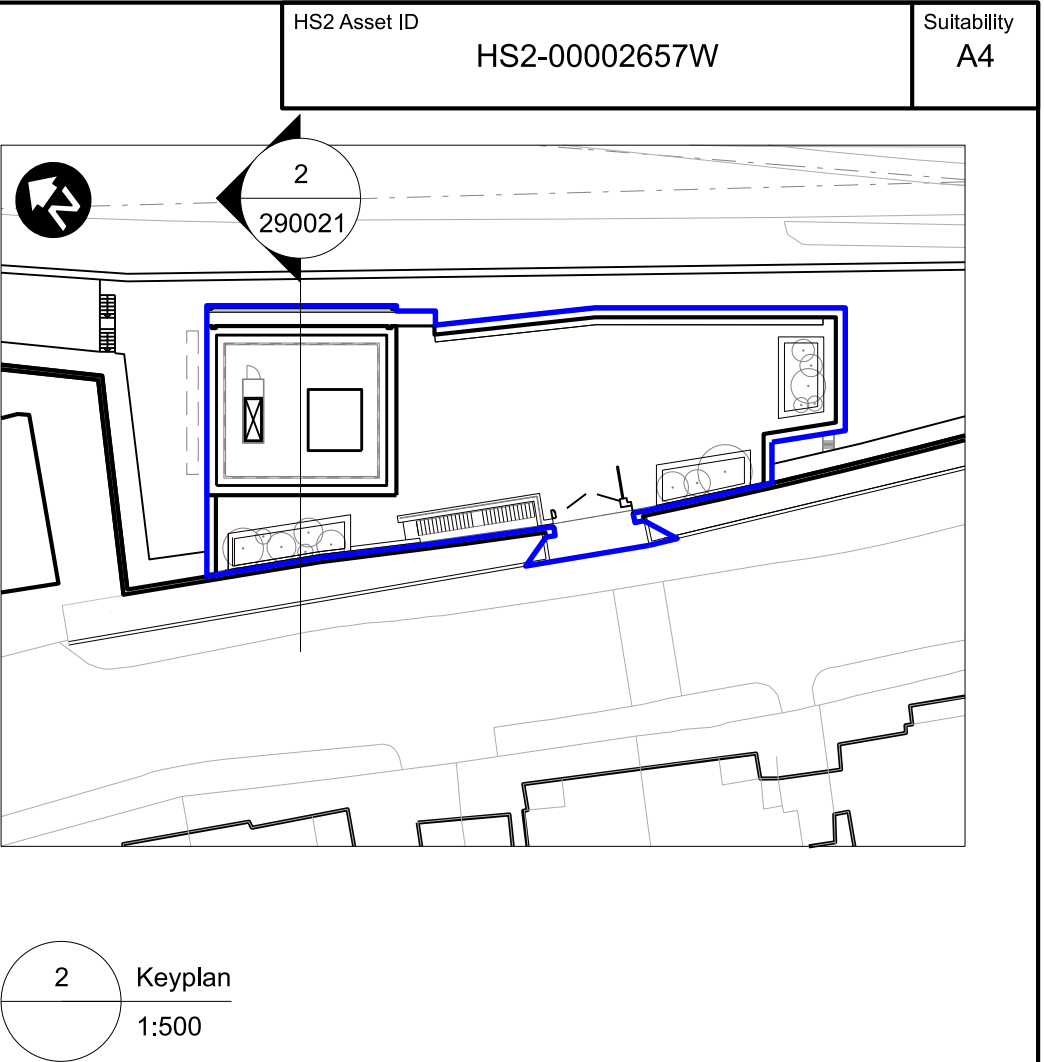 HS2 Asset ID
HS2-00002657W
Suitability
A4
N
2
290021
2
Keyplan
1:500